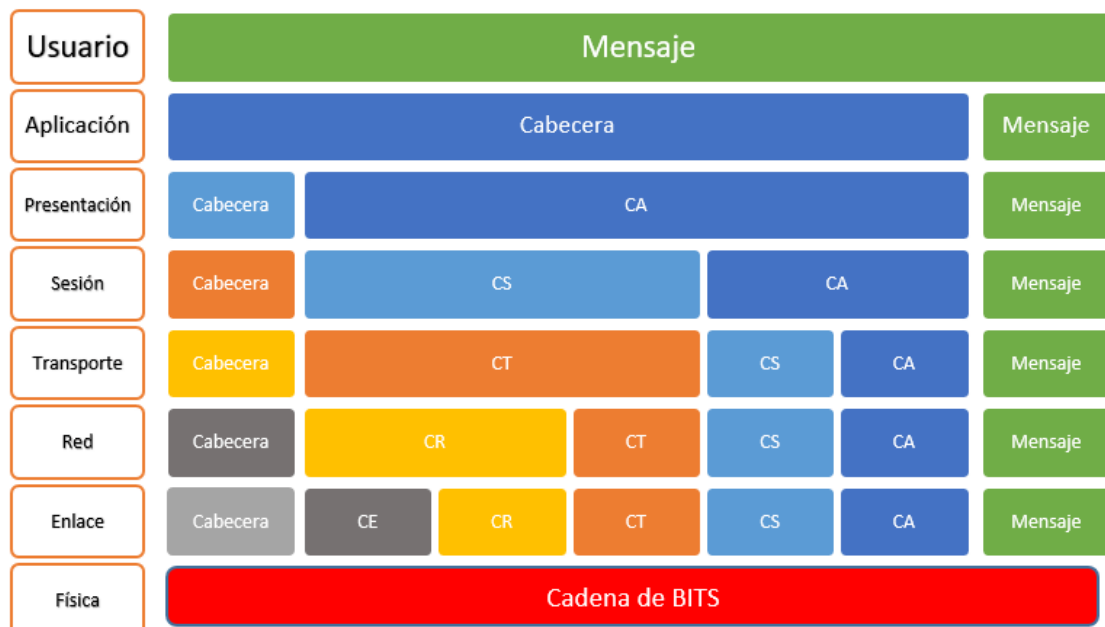 Usuario Mensaje
Aplicación Cabecera Mensaje
Presentación Cabecera CA Mensaje
Sesión Cabecera CS CA Mensaje
Transporte Cabecera CT CS CA Mensaje
Red Cabecera CR CT CS CA Mensaje
Enlace Cabecera CE CR CT CS CA Mensaje
Física Cadena de BITS